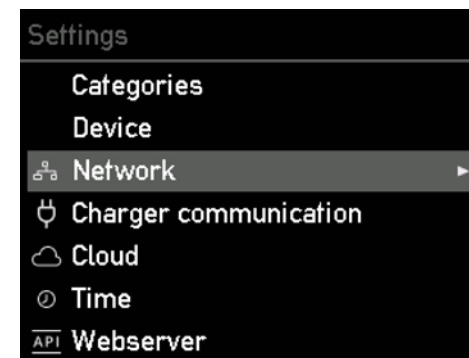 Settings
Categories
Device
Network
Charger communication
Cloud
Time
API Webserver